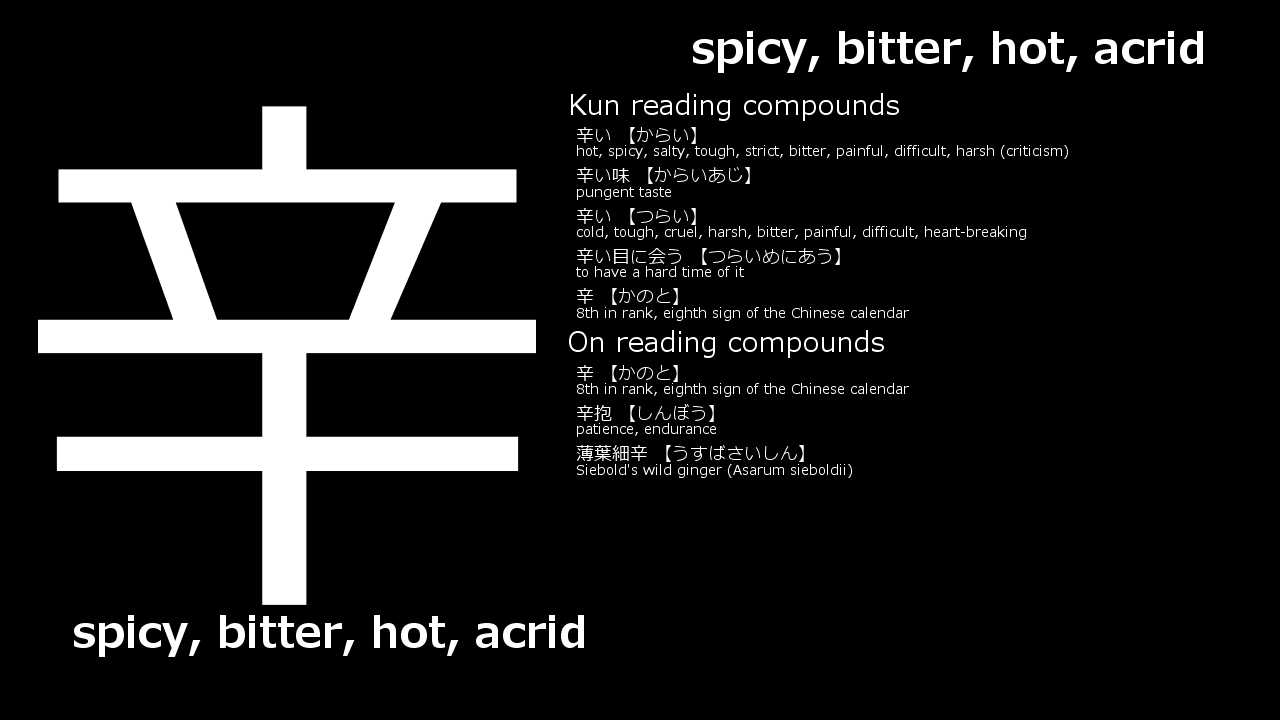 spicy, bitter, hot, acrid
辛
Kun reading compounds
辛い 【からい】
hot, spicy, salty, tough, strict, bitter, painful, difficult, harsh (criticism)
辛い味 【からいあじ】
pungent taste
辛い 【つらい】
cold, tough, cruel, harsh, bitter, painful, difficult, heart-breaking
辛い目に会う 【つらいめにあう】
to have a hard time of it
辛 【かのと】
8th in rank, eighth sign of the Chinese calendar
On reading compounds
辛 【かのと】
8th in rank, eighth sign of the Chinese calendar
辛抱 【しんぼう】
patience, endurance
薄葉細辛 【うすばさいしん】
Siebold's wild ginger (Asarum sieboldii)
spicy, bitter, hot, acrid